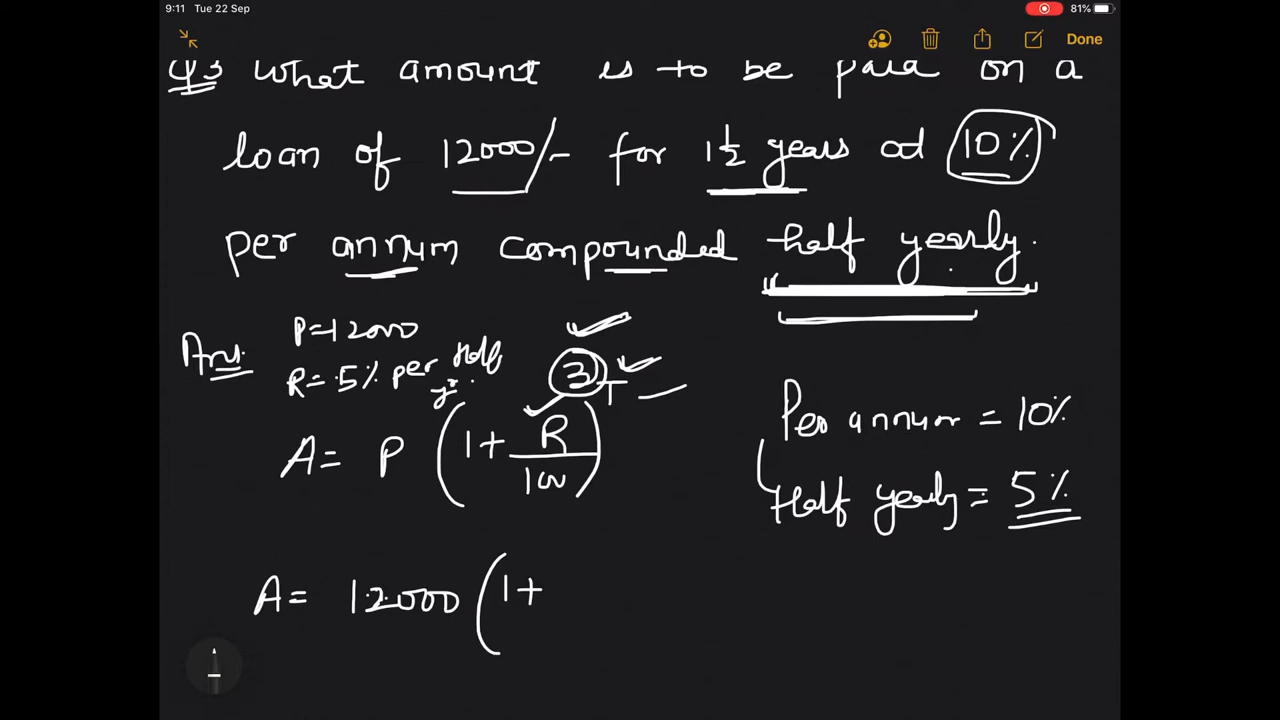 9:11 Tue 22 Sep
81%
Done
Q3 What amount is to be paid on a
loan of 12000/- for 1½ years at 10%
per annum compounded half yearly.
Ans. P=12000
R=5% per Half
yr.
3
T
A= P (1+ R/100)
Per annum = 10%
Half yearly = 5%
A= 12000 (1+